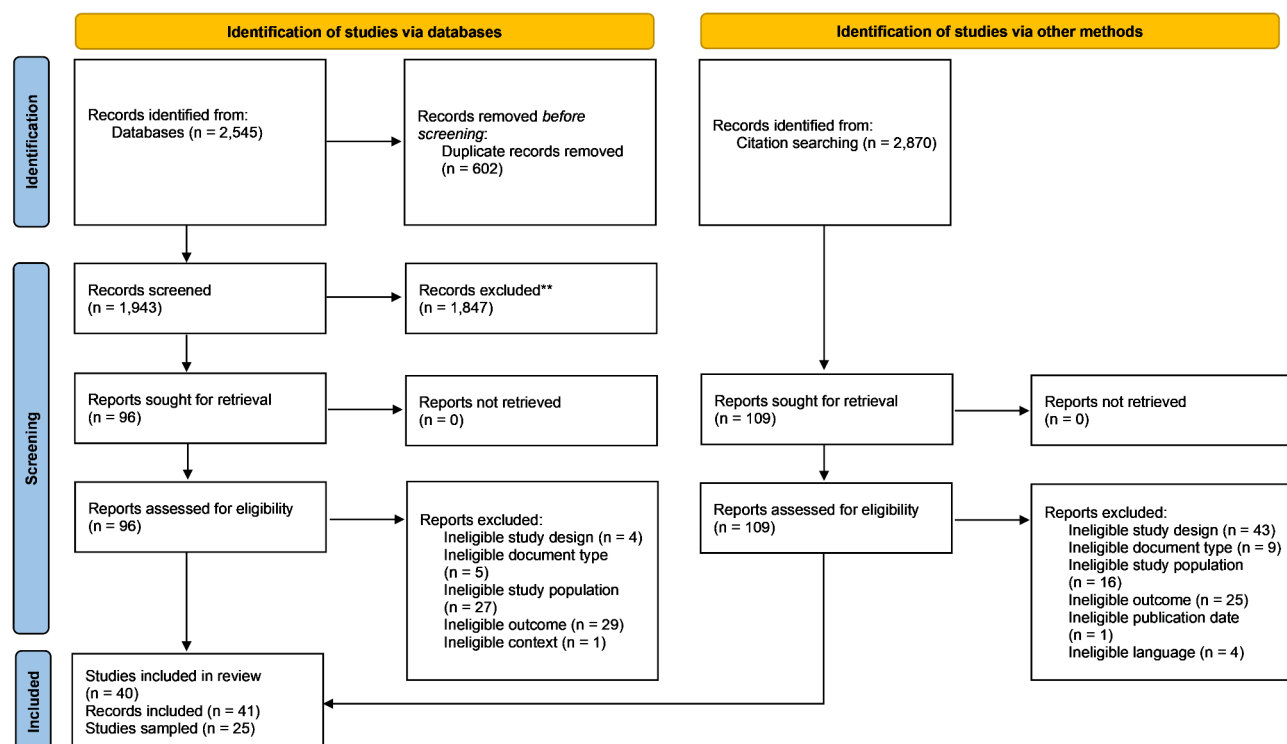 Identification of studies via databases
Identification of studies via other methods
Identification
Records identified from:
Databases (n = 2,545)
Records removed before
screening:
Duplicate records removed
(n = 602)
Records identified from:
Citation searching (n = 2,870)
Screening
Records screened
(n = 1,943)
Records excluded**
(n = 1,847)
Reports sought for retrieval
(n = 96)
Reports not retrieved
(n = 0)
Reports sought for retrieval
(n = 109)
Reports not retrieved
(n = 0)
Reports assessed for eligibility
(n = 96)
Reports excluded:
Ineligible study design (n = 4)
Ineligible document type
(n = 5)
Ineligible study population
(n = 27)
Ineligible outcome (n = 29)
Ineligible context (n = 1)
Reports assessed for eligibility
(n = 109)
Reports excluded:
Ineligible study design (n = 43)
Ineligible document type (n = 9)
Ineligible study population
(n = 16)
Ineligible outcome (n = 25)
Ineligible publication date
(n = 1)
Ineligible language (n = 4)
Included
Studies included in review
(n = 40)
Records included (n = 41)
Studies sampled (n = 25)